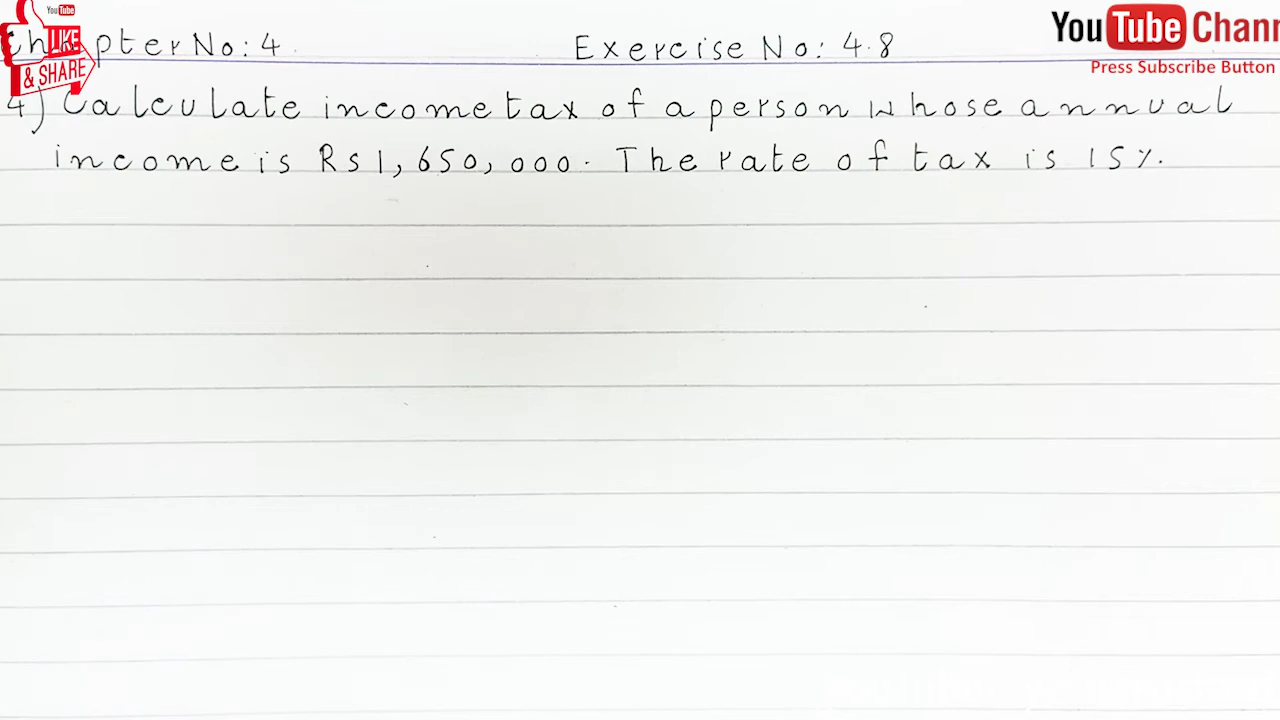 YouTube
LIKE
& SHARE
Chapter No: 4
Exercise No: 4.8
YouTube Chann
Press Subscribe Button
4) Calculate income tax of a person whose annual
income is Rs 1,650,000. The rate of tax is 15%.